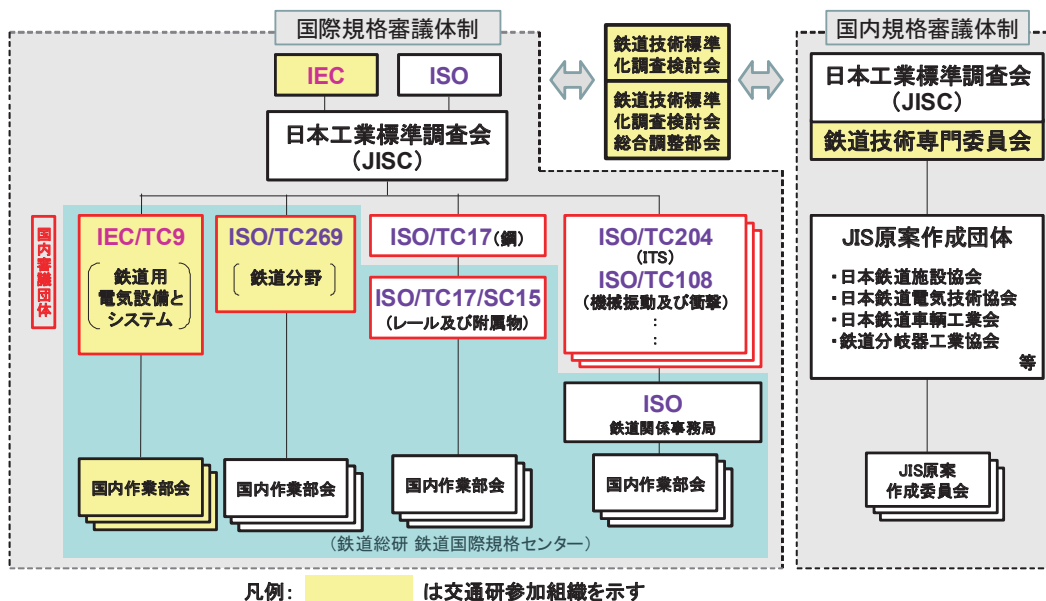 国際規格審議体制
IEC
ISO
日本工業標準調査会
(JISC)
国内審議団体
IEC/TC9
鉄道用
電気設備と
システム
ISO/TC269
鉄道分野
ISO/TC17(鋼)
ISO/TC17/SC15
(レール及び附属物)
ISO/TC204
(ITS)
ISO/TC108
(機械振動及び衝撃)
:
:
ISO
鉄道関係事務局
国内作業部会
国内作業部会
国内作業部会
国内作業部会
(鉄道総研 鉄道国際規格センター)
鉄道技術標準
化調査検討会
鉄道技術標準
化調査検討会
総合調整部会
国内規格審議体制
日本工業標準調査会
(JISC)
鉄道技術専門委員会
JIS原案作成団体
・日本鉄道施設協会
・日本鉄道電気技術協会
・日本鉄道車輌工業会
・鉄道分岐器工業協会
等
JIS原案
作成委員会
凡例: は交通研参加組織を示す